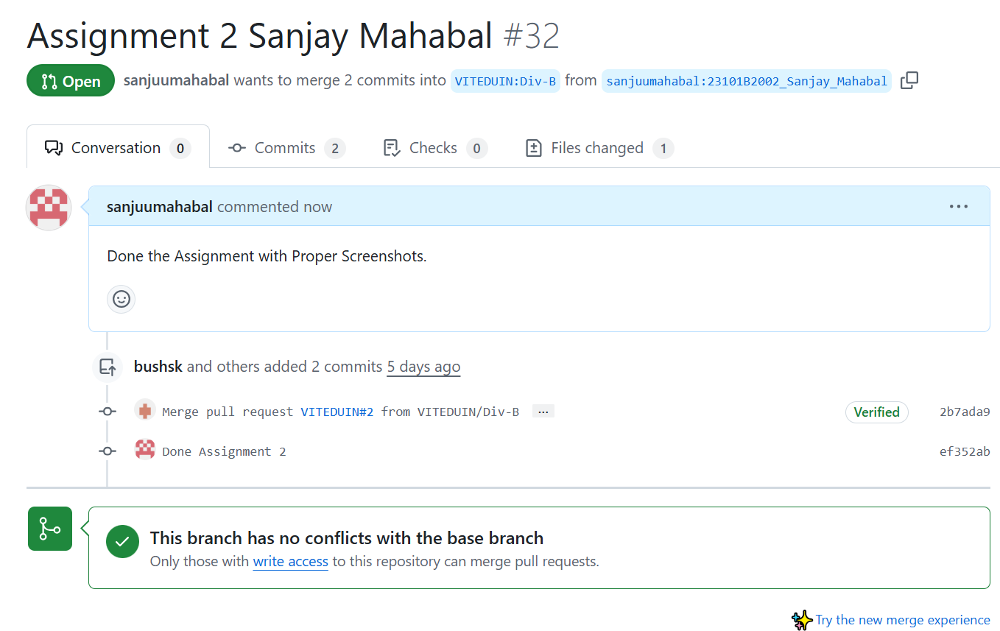 Assignment 2 Sanjay Mahabal #32
Open sanjuumahabal wants to merge 2 commits into VITEDUIN:Div-B from sanjuumahabal:23101B2002_Sanjay_Mahabal
Conversation 0 Commits 2 Checks 0 Files changed 1
sanjuumahabal commented now
Done the Assignment with Proper Screenshots.
bushsk and others added 2 commits 5 days ago
Merge pull request VITEDUIN#2 from VITEDUIN/Div-B ... Verified 2b7ada9
Done Assignment 2 ef352ab
This branch has no conflicts with the base branch
Only those with write access to this repository can merge pull requests.
Try the new merge experience